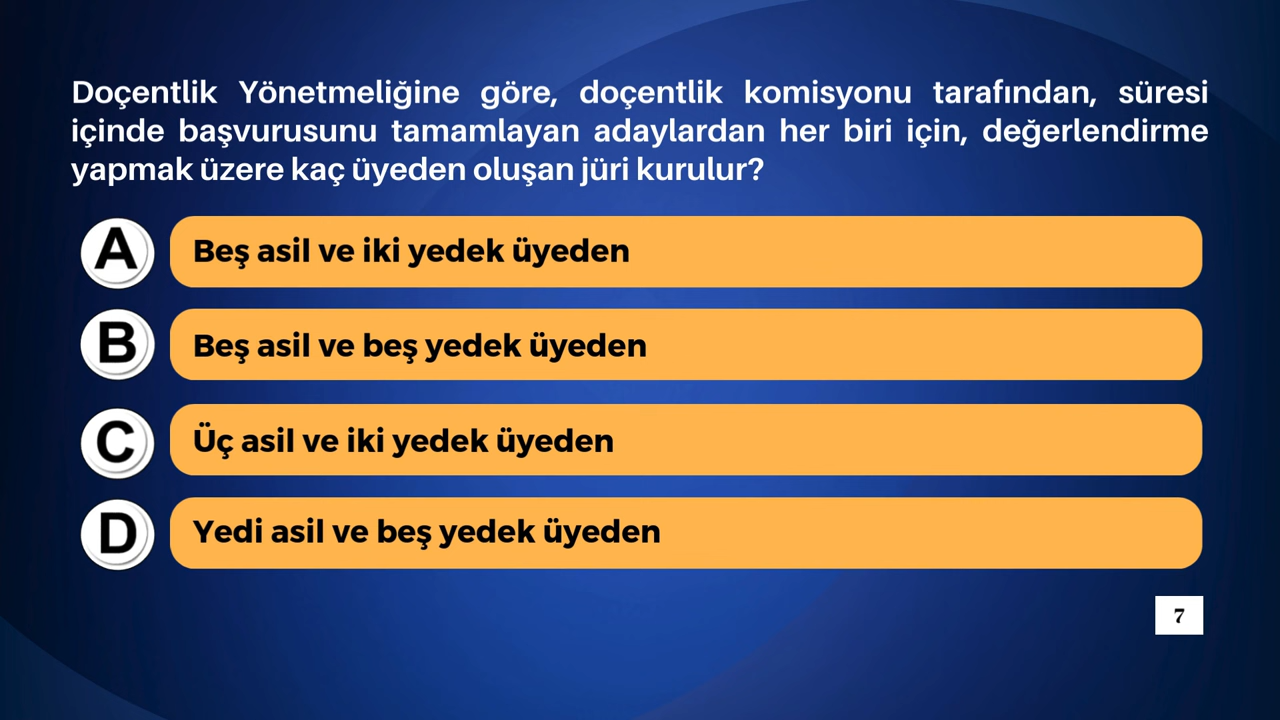 Doçentlik Yönetmeliğine göre, doçentlik komisyonu tarafından, süresi
içinde başvurusunu tamamlayan adaylardan her biri için, değerlendirme
yapmak üzere kaç üyeden oluşan jüri kurulur?
A Beş asil ve iki yedek üyeden
B Beş asil ve beş yedek üyeden
C Üç asil ve iki yedek üyeden
D Yedi asil ve beş yedek üyeden
7